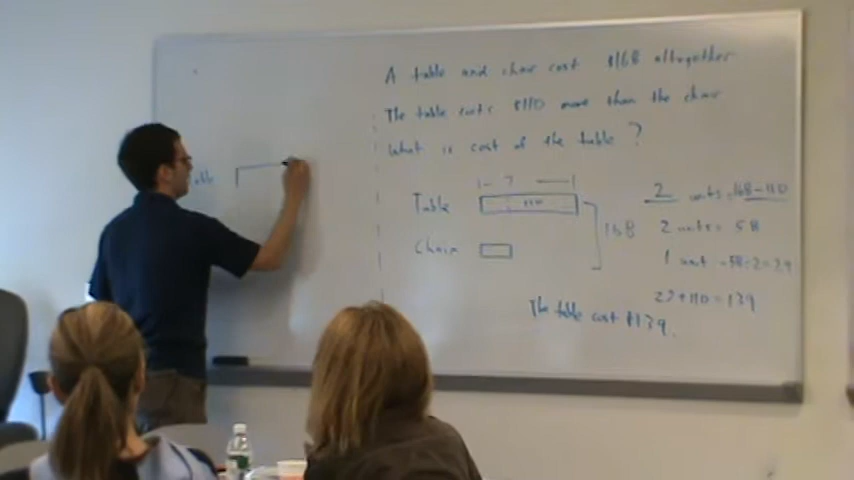 A table and chair cost $168 altogether
The table costs $110 more than the chair
What is cost of the table ?
?
Table 110
Chair
168
2 units = 168-110
2 units = 58
1 unit = 58÷2=29
29+110=139
The table cost $139.